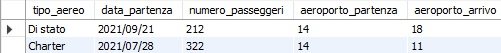 tipo_aereo data_partenza numero_passeggeri aeroporto_partenza aeroporto_arrivo
Di stato 2021/09/21 212 14 18
Charter 2021/07/28 322 14 11